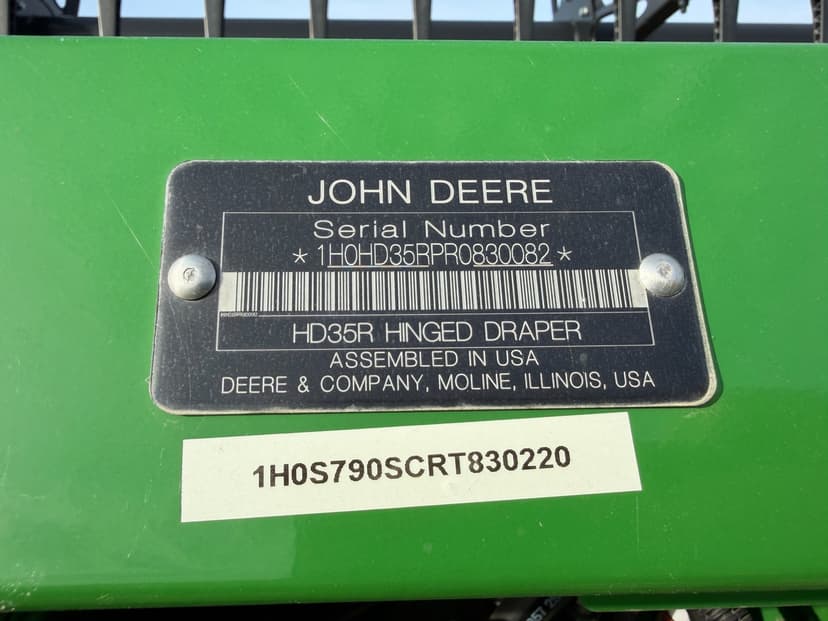 JOHN DEERE
Serial Number
*1H0HD35RPR0830082*
HD35R HINGED DRAPER
ASSEMBLED IN USA
DEERE & COMPANY, MOLINE, ILLINOIS, USA
1H0S790SCRT830220